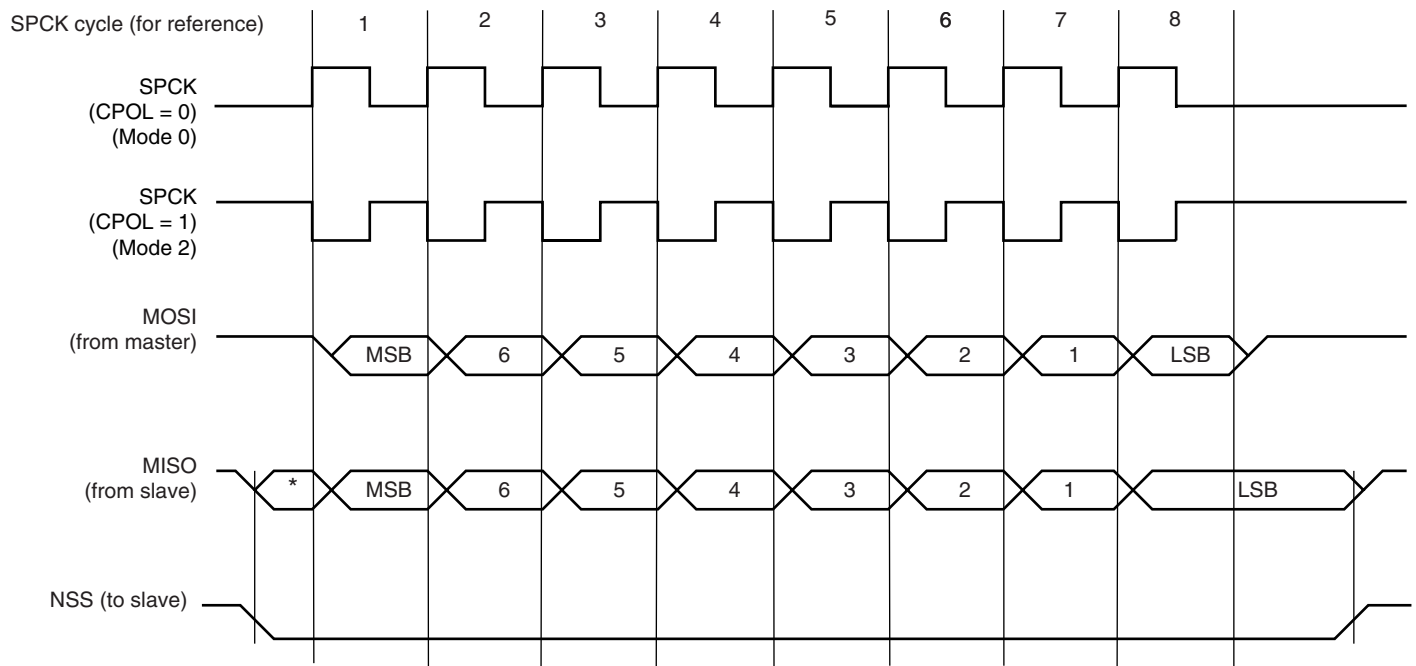 SPCK cycle (for reference) 1 2 3 4 5 6 7 8
SPCK
(CPOL = 0)
(Mode 0)
SPCK
(CPOL = 1)
(Mode 2)
MOSI
(from master)
MSB 6 5 4 3 2 1 LSB
MISO
(from slave)
* MSB 6 5 4 3 2 1 LSB
NSS (to slave)